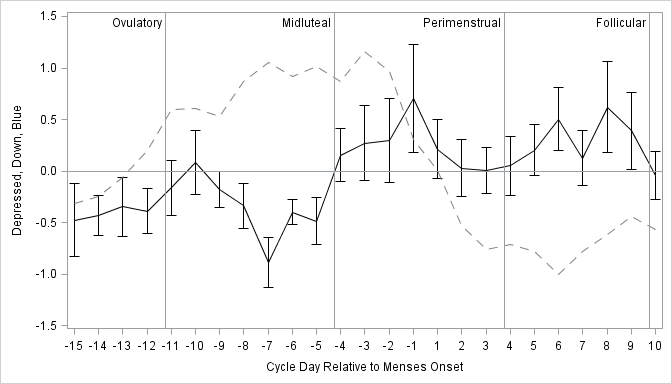 Ovulatory Midluteal Perimenstrual Follicular
1.5
1.0
0.5
0.0
-0.5
-1.0
-1.5
Depressed, Down, Blue
-15 -14 -13 -12 -11 -10 -9 -8 -7 -6 -5 -4 -3 -2 -1 1 2 3 4 5 6 7 8 9 10
Cycle Day Relative to Menses Onset